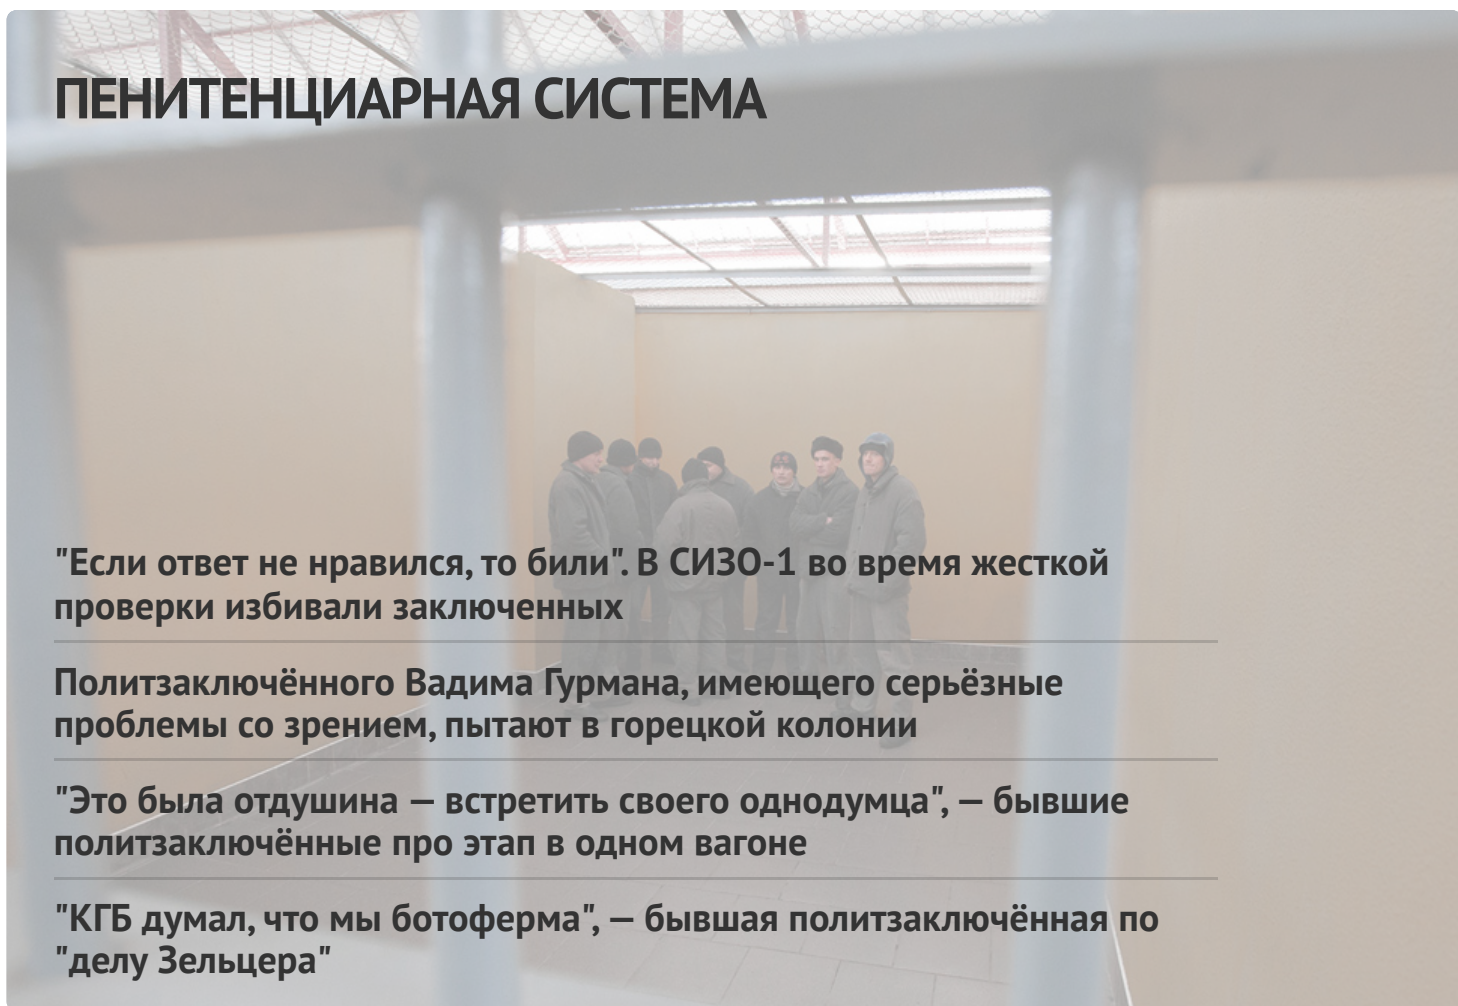 ПЕНИТЕНЦИАРНАЯ СИСТЕМА
"Если ответ не нравился, то били". В СИЗО-1 во время жесткой
проверки избивали заключенных
Политзаключённого Вадима Гурмана, имеющего серьёзные
проблемы со зрением, пытают в горецкой колонии
"Это была отдушина — встретить своего однодумца", — бывшие
политзаключённые про этап в одном вагоне
"КГБ думал, что мы ботоферма", — бывшая политзаключённая по
"делу Зельцера"